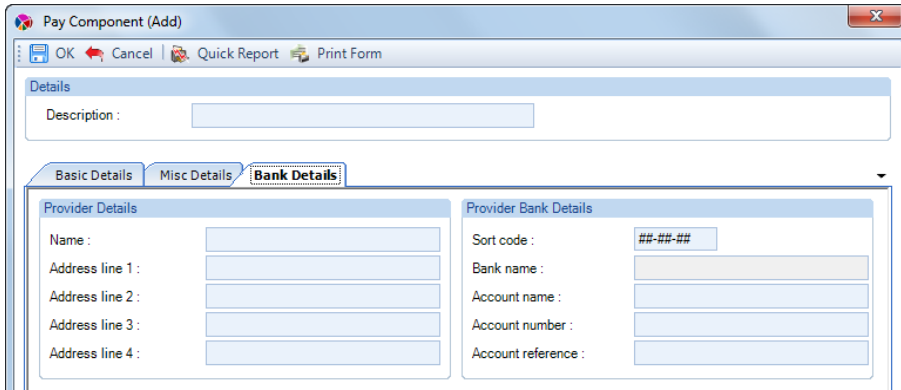 Pay Component (Add)
OK Cancel Quick Report Print Form
Details
Description :
Basic Details Misc Details Bank Details
Provider Details
Name :
Address line 1 :
Address line 2 :
Address line 3 :
Address line 4 :
Provider Bank Details
Sort code : ##-##-##
Bank name :
Account name :
Account number :
Account reference :